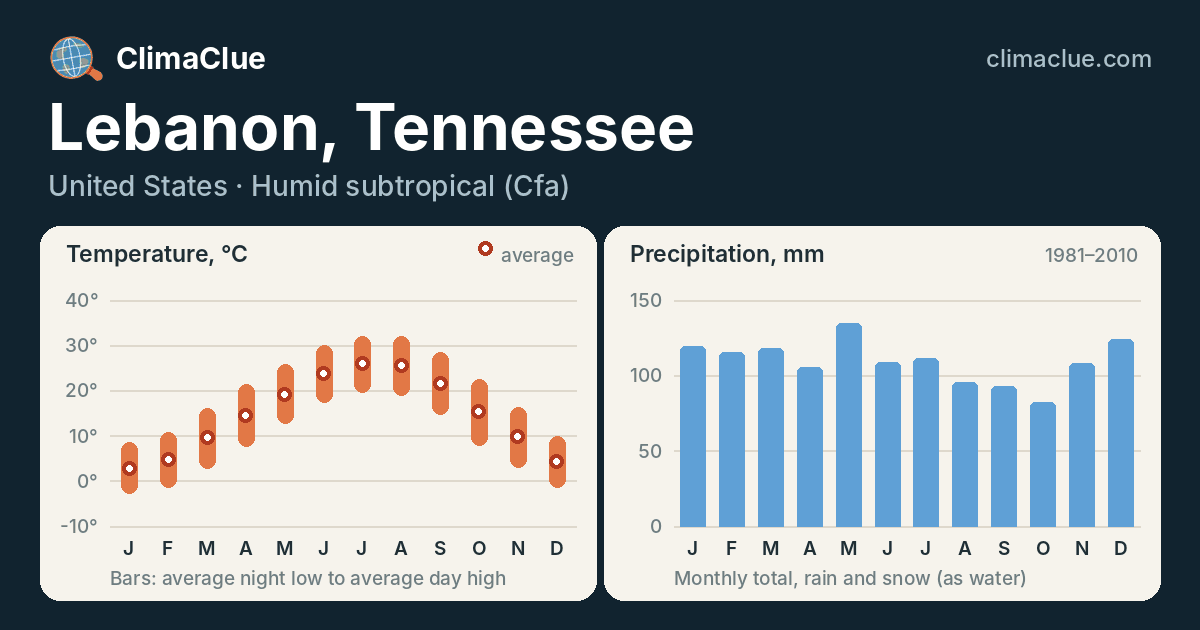 ClimaClue
climaclue.com
Lebanon, Tennessee
United States · Humid subtropical (Cfa)
Temperature, °C
average
40°
30°
20°
10°
0°
-10°
J F M A M J J A S O N D
Bars: average night low to average day high
Precipitation, mm
1981–2010
150
100
50
0
J F M A M J J A S O N D
Monthly total, rain and snow (as water)